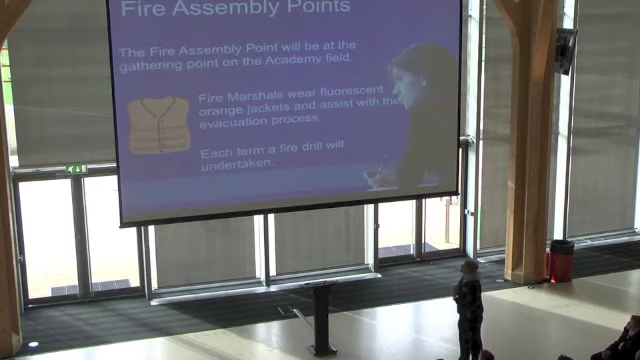 Fire Assembly Points
The Fire Assembly Point will be at the
gathering point on the Academy field.
Fire Marshals wear fluorescent
orange jackets and assist with the
evacuation process
Each term a fire drill will
undertaken.